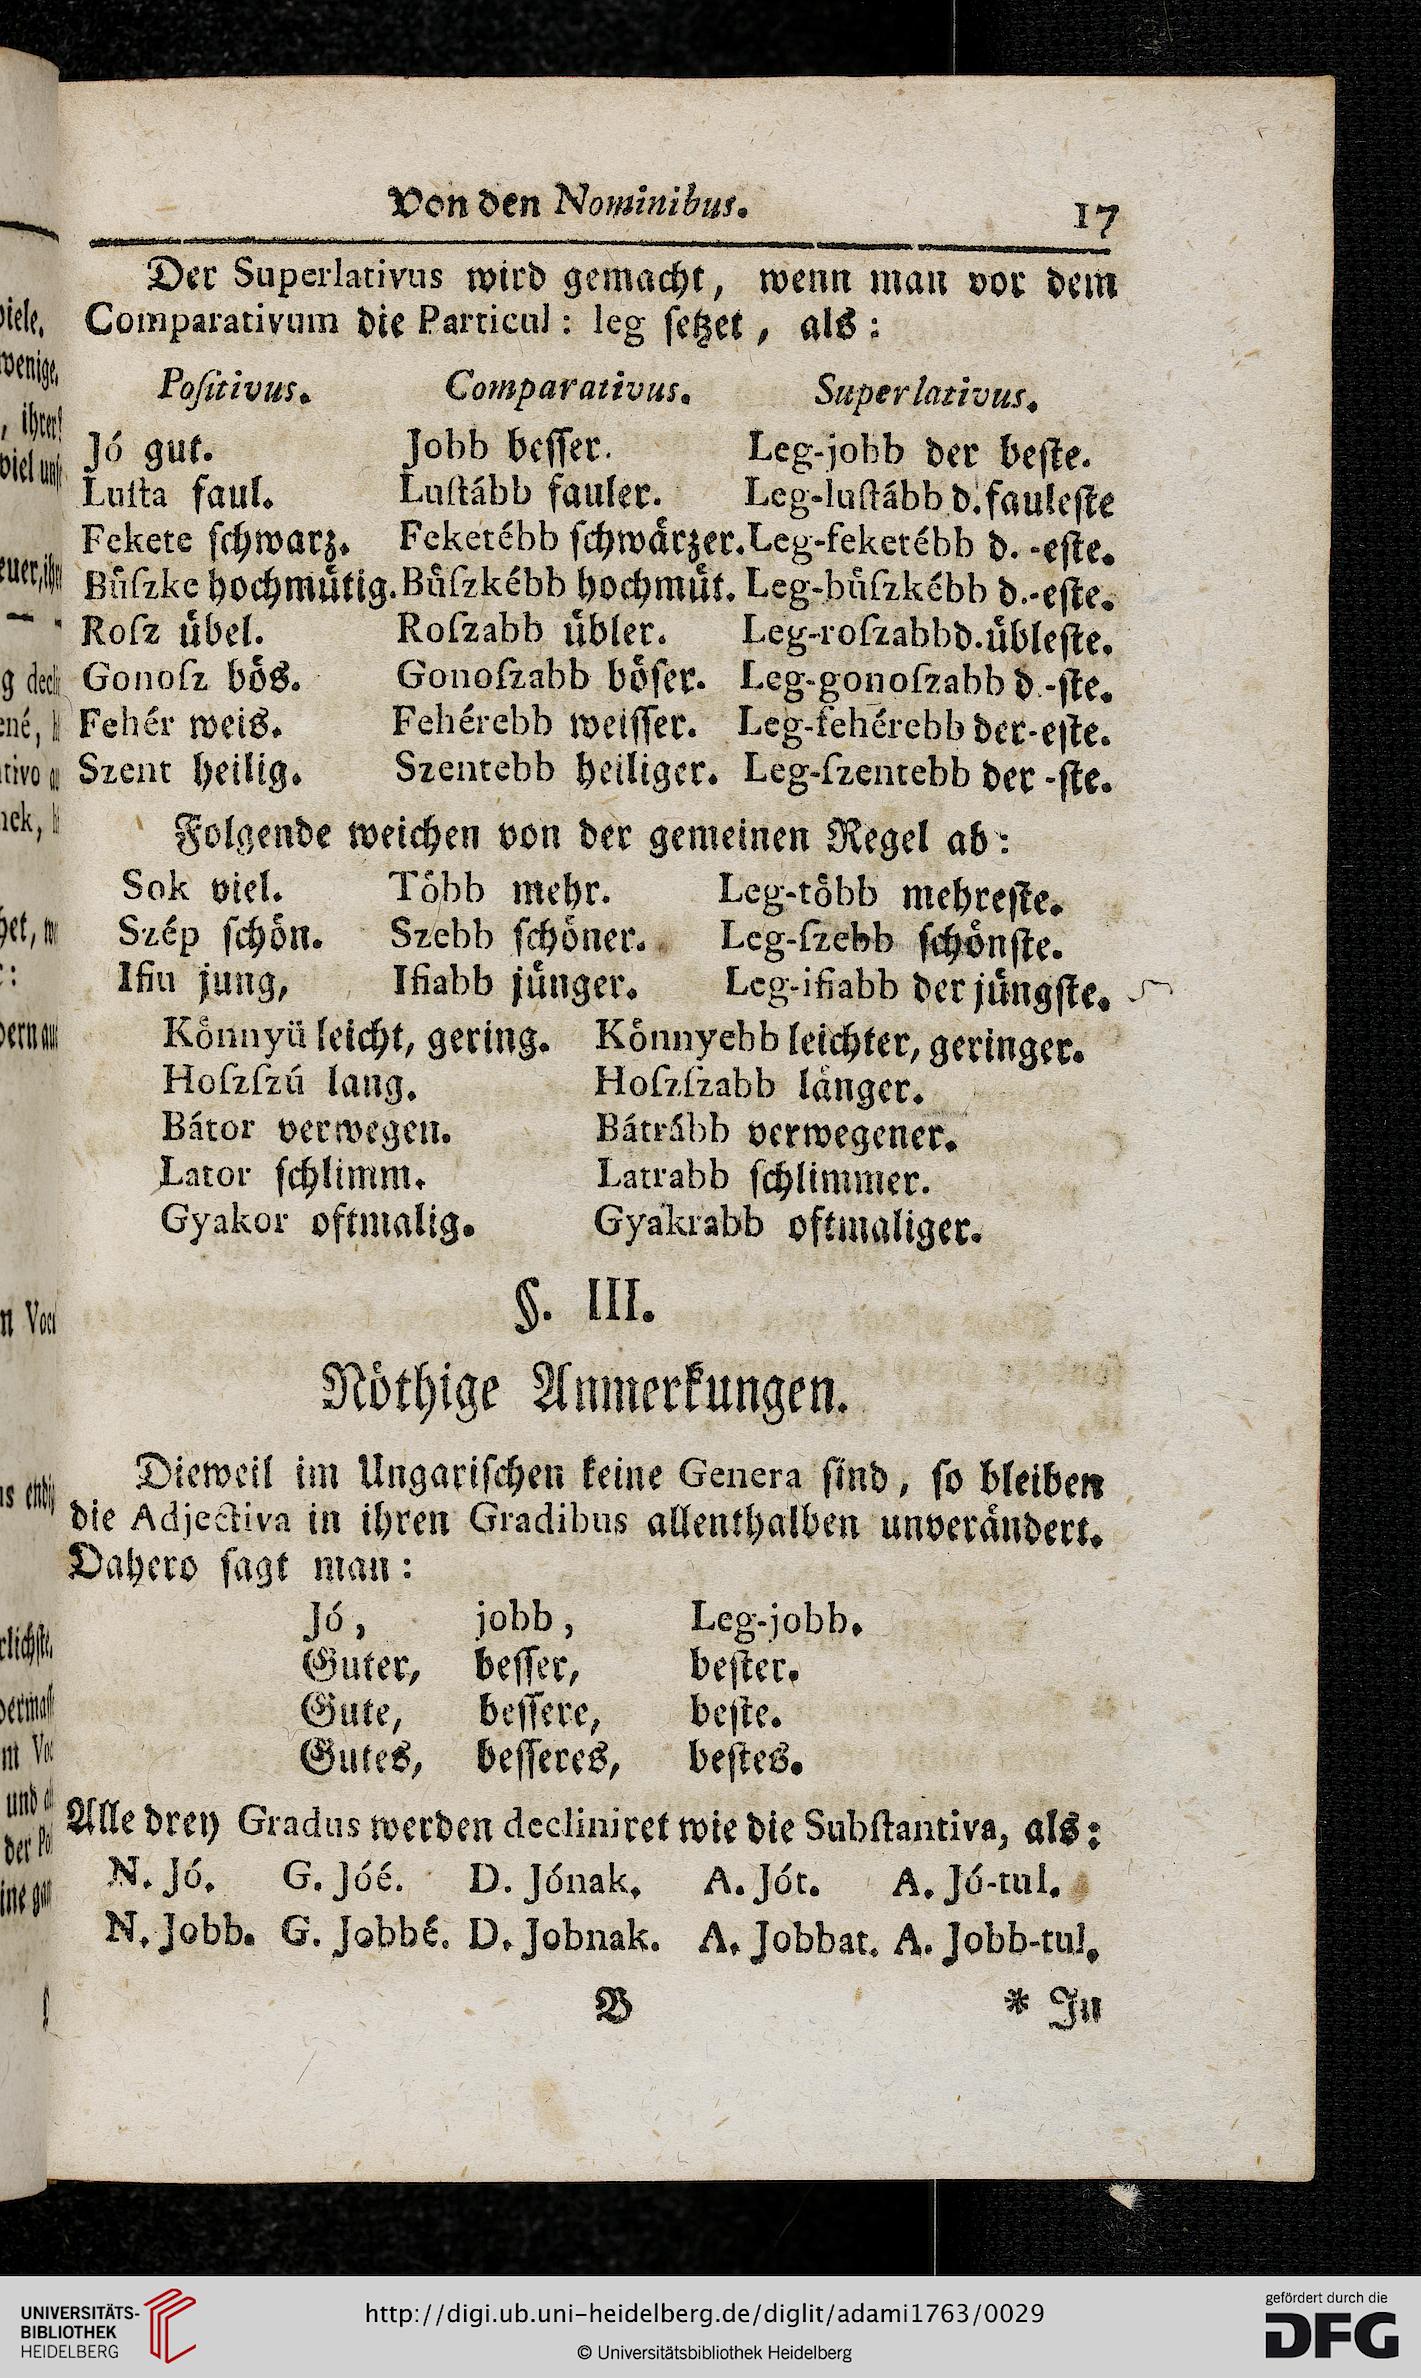 Von den Nominibus. 17
Der Superlativus wird gemacht, wenn man vor dem
Comparativum die Particul: leg ſetzet, als:
Poſitivus. Comparativus. Superlativus.
Jó gut. Jobb beſſer. Leg-jobb der beſte.
Luſta faul. Luſtább fauler. Leg-luſtább d. fauleſte
Fekete ſchwarz. Feketébb ſchwärzer. Leg-feketébb d. -eſte.
Büſzke hochmütig. Büſzkébb hochmüt. Leg-büſzkébb d.-eſte.
Roſz übel. Roſzabb übler. Leg-roſzabb d. übleſte.
Gonoſz bös. Gonoſzabb böſer. Leg-gonoſzabb d.-ſte.
Fehér weis. Fehérebb weiſſer. Leg-fehérebb der-eſte.
Szent heilig. Szentebb heiliger. Leg-ſzentebb der -ſte.
Folgende weichen von der gemeinen Regel ab:
Sok viel. Több mehr. Leg-több mehreſte.
Szép ſchön. Szebb ſchöner. Leg-ſzebb ſchönſte.
Ifiu jung, Ifiabb jünger. Leg-ifiabb der jüngſte.
Könnyü leicht, gering. Könnyebb leichter, geringer.
Hoſzſzú lang. Hoſzſzabb länger.
Bátor verwegen. Bátrább verwegener.
Lator ſchlimm. Latrabb ſchlimmer.
Gyakor oftmalig. Gyakrabb oftmaliger.
§. III.
Nöthige Anmerkungen.
Dieweil im Ungariſchen keine Genera ſind, ſo bleiben
die Adjectiva in ihren Gradibus allenthalben unverändert.
Dahero ſagt man:
Jó, jobb, Leg-jobb.
Guter, beſſer, beſter.
Gute, beſſere, beſte.
Gutes, beſſeres, beſtes.
Alle drey Gradus werden decliniret wie die Subſtantiva, als:
N. Jó. G. Jóé. D. Jónak. A. Jót. A. Jó-tul.
N. Jobb. G. Jobbé. D. Jobnak. A. Jobbat. A. Jobb-tul.
B * In
UNIVERSITÄTS-
BIBLIOTHEK
HEIDELBERG
http://digi.ub.uni-heidelberg.de/diglit/adami1763/0029
© Universitätsbibliothek Heidelberg
gefördert durch die
DFG